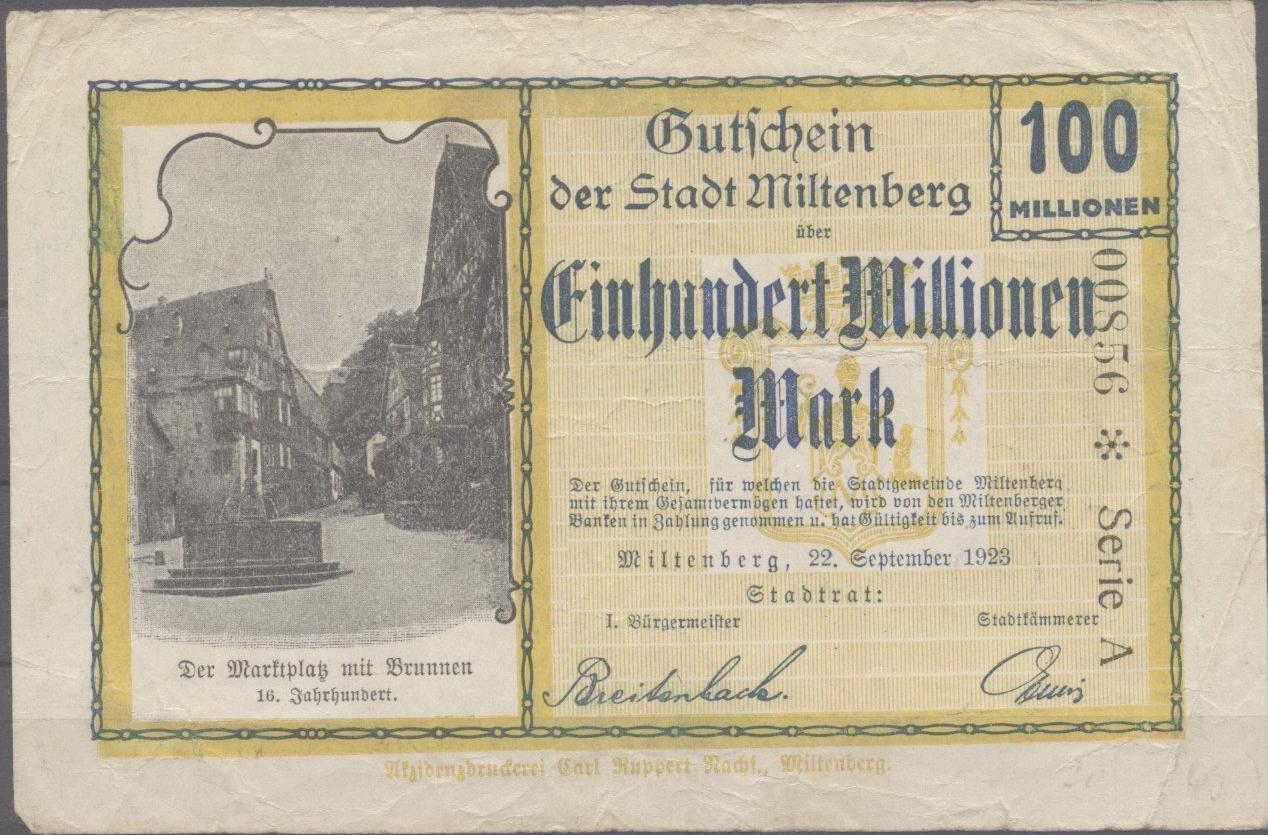 Gutschein
der Stadt Miltenberg
über
Einhundert Millionen
Mark
100
MILLIONEN
Der Gutschein, für welchen die Stadtgemeinde Miltenberg
mit ihrem Gesamtvermögen haftet, wird von den Miltenberger
Banken in Zahlung genommen u. hat Gültigkeit bis zum Aufruf.
Miltenberg, 22. September 1923
Stadtrat:
I. Bürgermeister
Stadtkämmerer
Breitenbach.
00856 * Serie A
Der Marktplatz mit Brunnen
16. Jahrhundert.
Akzidenzdruckerei Carl Ruppert Nachf., Miltenberg.